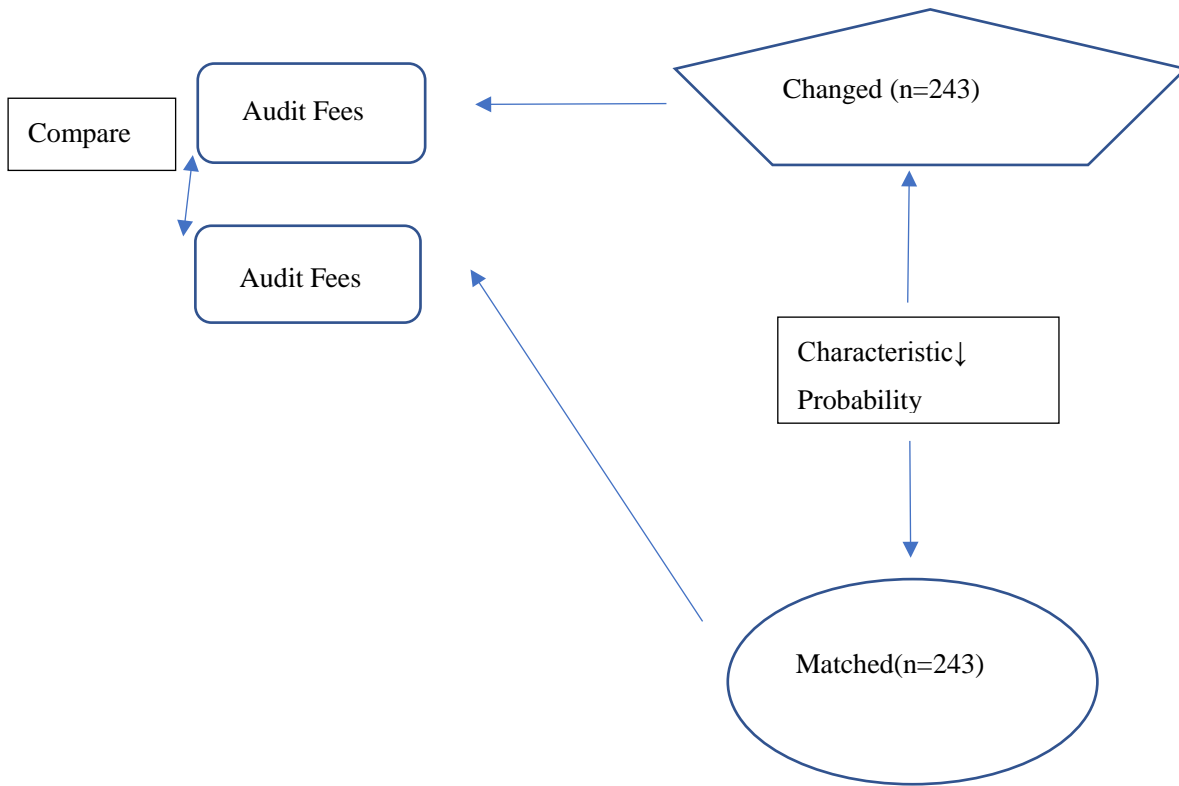 Changed (n=243)
Audit Fees
Compare
Audit Fees
Characteristic↓
Probability
Matched(n=243)